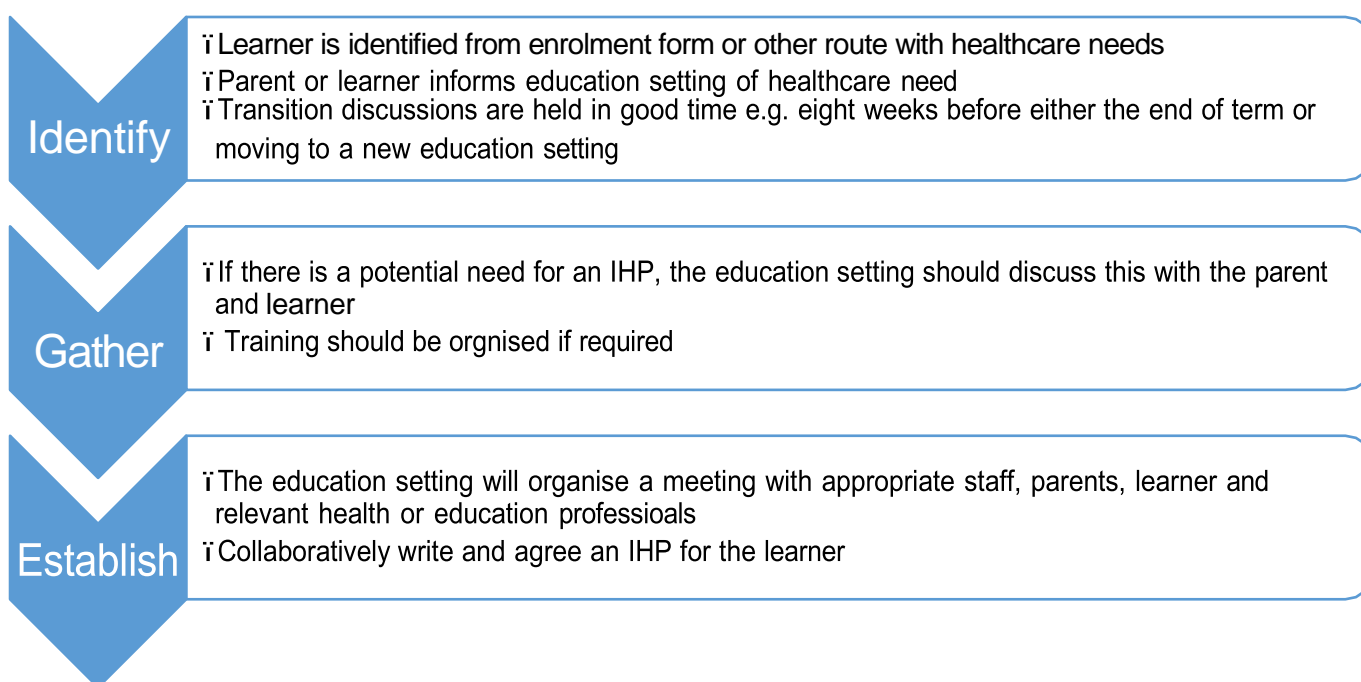 Identify
ïLearner is identified from enrolment form or other route with healthcare needs
ïParent or learner informs education setting of healthcare need
ïTransition discussions are held in good time e.g. eight weeks before either the end of term or
moving to a new education setting
Gather
ïIf there is a potential need for an IHP, the education setting should discuss this with the parent
and learner
ï Training should be orgnised if required
Establish
ïThe education setting will organise a meeting with appropriate staff, parents, learner and
relevant health or education professioals
ïCollaboratively write and agree an IHP for the learner